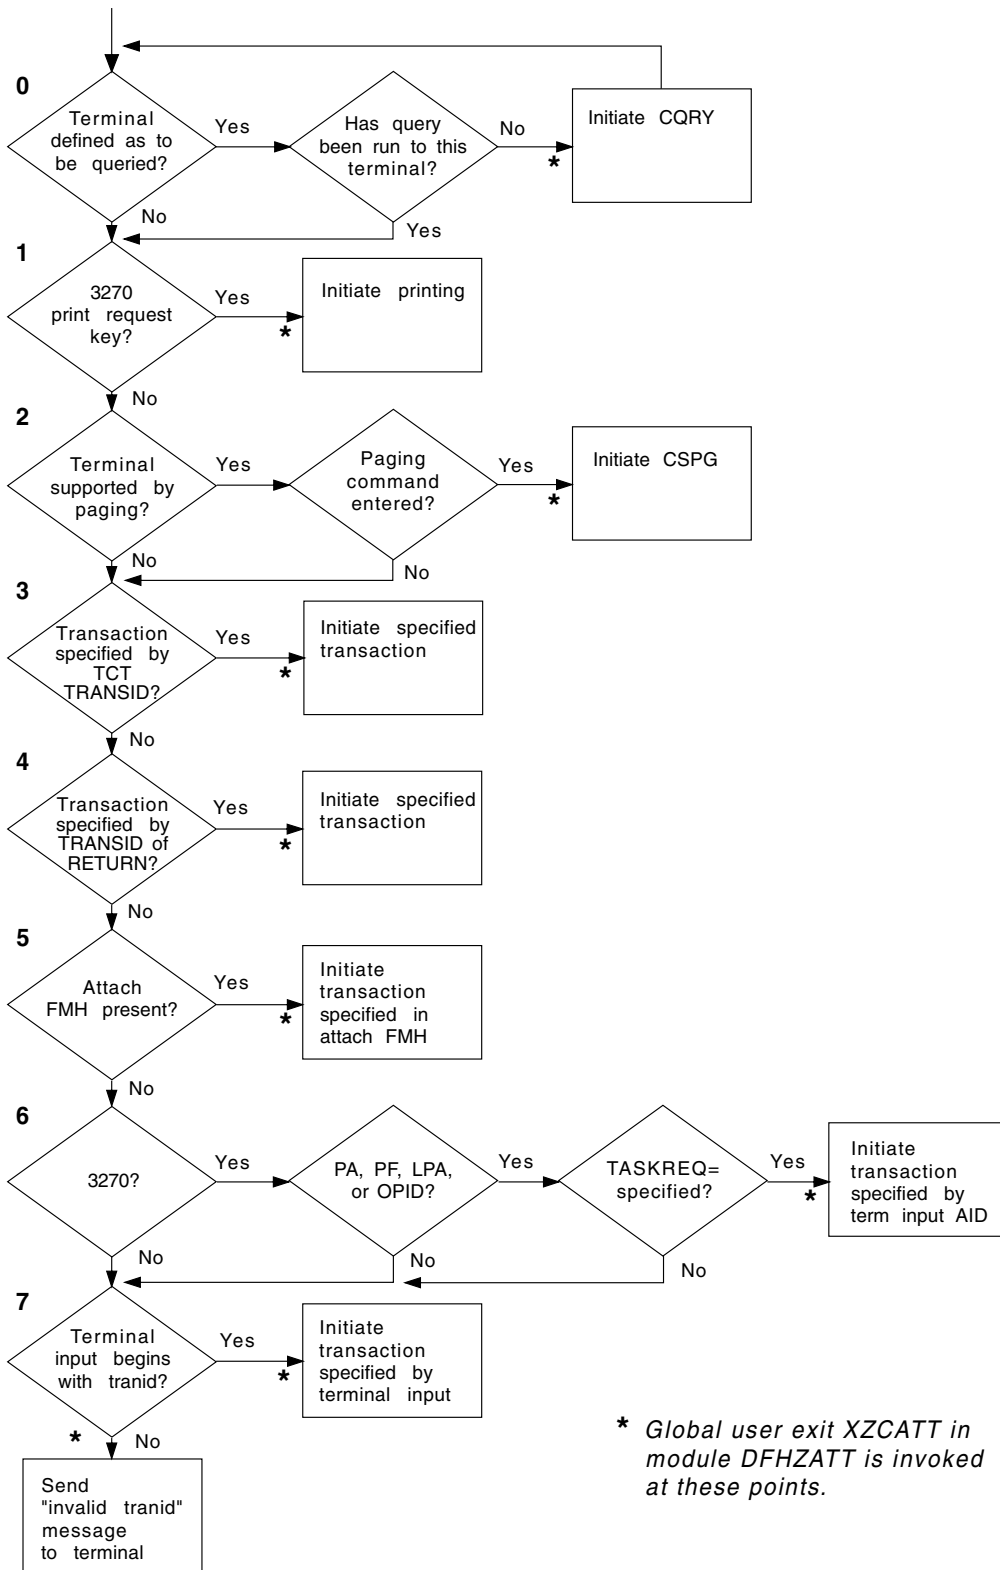 0
Terminal
defined as to
be queried?
Yes
Has query
been run to this
terminal?
No
*
Initiate CQRY
No
Yes
1
3270
print request
key?
Yes
*
Initiate printing
No
2
Terminal
supported by
paging?
Yes
Paging
command
entered?
Yes
*
Initiate CSPG
No
No
3
Transaction
specified by
TCT
TRANSID?
Yes
*
Initiate specified
transaction
No
4
Transaction
specified by
TRANSID of
RETURN?
Yes
*
Initiate specified
transaction
No
5
Attach
FMH present?
Yes
*
Initiate
transaction
specified in
attach FMH
No
6
3270?
Yes
PA, PF, LPA,
or OPID?
Yes
TASKREQ=
specified?
Yes
*
Initiate
transaction
specified by
term input AID
No
No
No
7
Terminal
input begins
with tranid?
Yes
*
Initiate
transaction
specified by
terminal input
*
No
Send
"invalid tranid"
message
to terminal
* Global user exit XZCATT in
module DFHZATT is invoked
at these points.